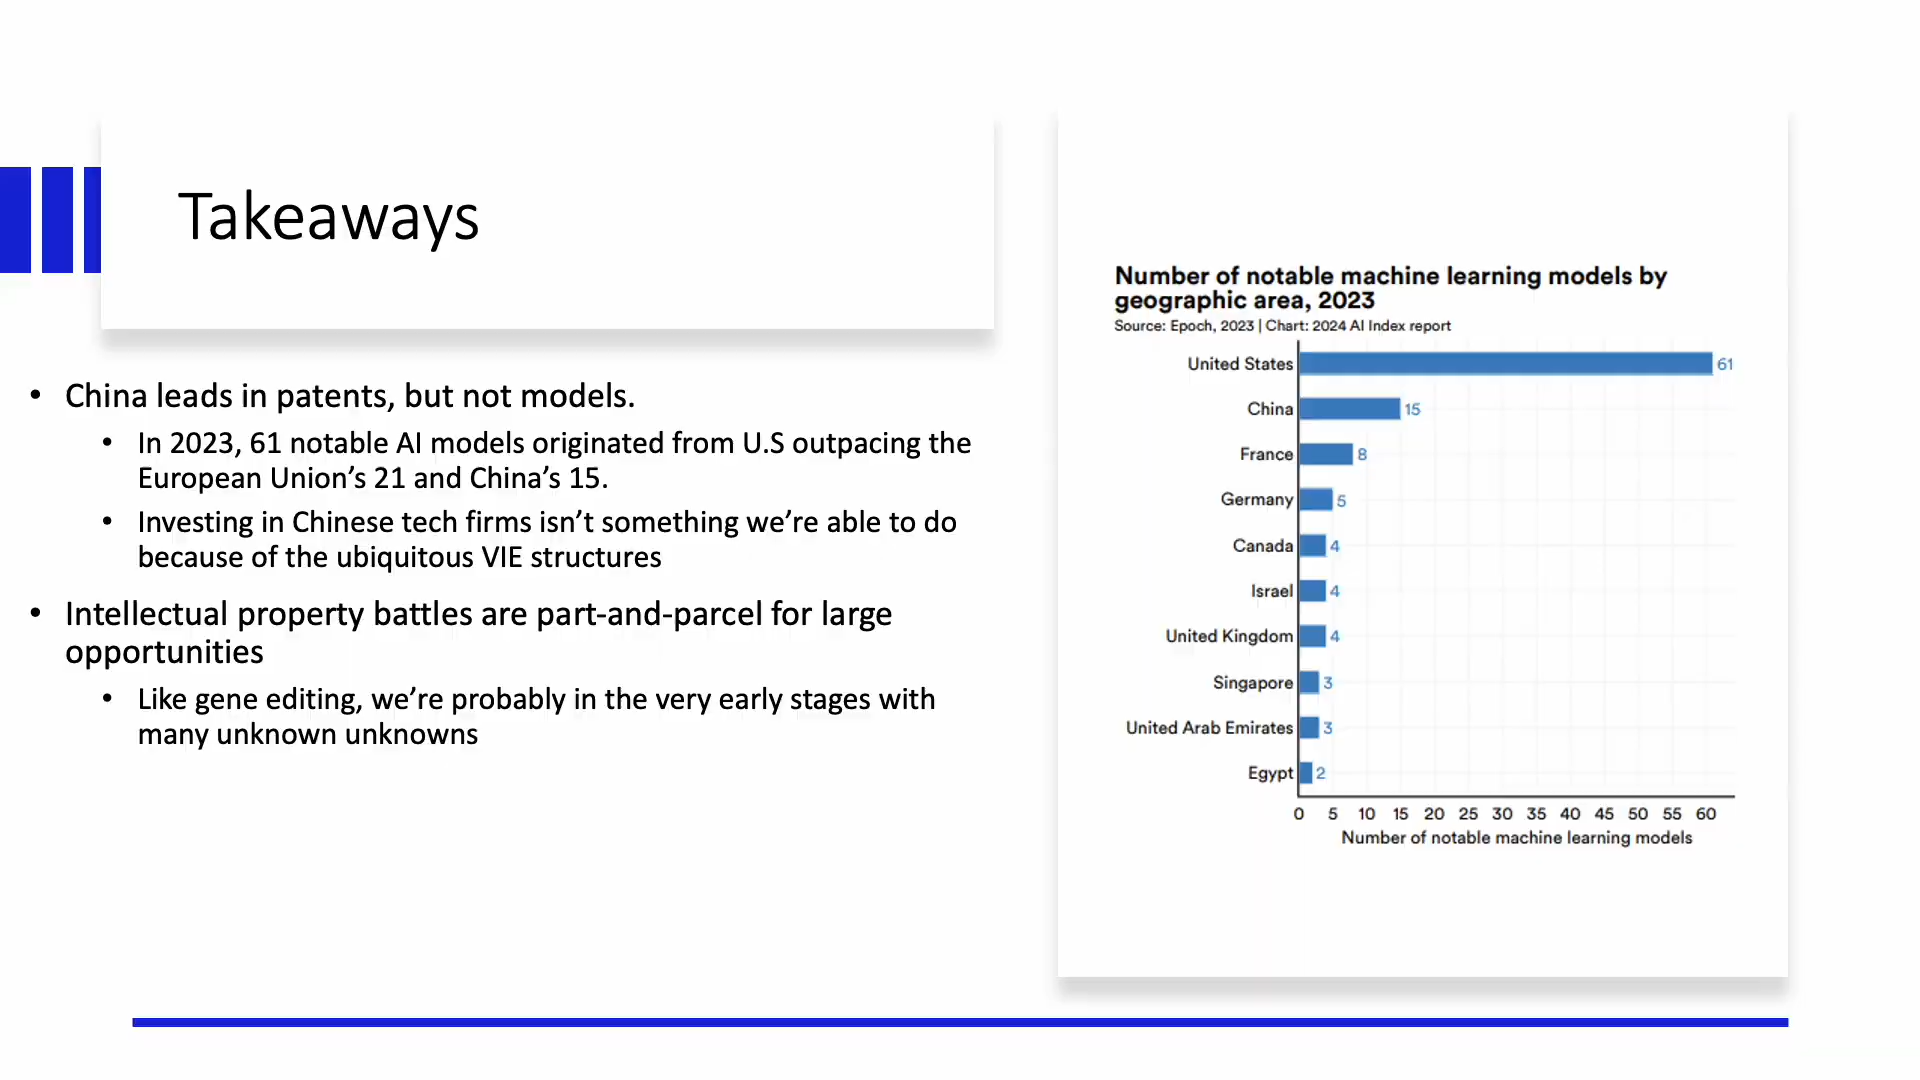 Takeaways
• China leads in patents, but not models.
• In 2023, 61 notable AI models originated from U.S outpacing the
European Union’s 21 and China’s 15.
• Investing in Chinese tech firms isn’t something we’re able to do
because of the ubiquitous VIE structures
• Intellectual property battles are part-and-parcel for large
opportunities
• Like gene editing, we’re probably in the very early stages with
many unknown unknowns
Number of notable machine learning models by
geographic area, 2023
Source: Epoch, 2023 | Chart: 2024 AI Index report
United States 61
China 15
France 8
Germany 5
Canada 4
Israel 4
United Kingdom 4
Singapore 3
United Arab Emirates 3
Egypt 2
0 5 10 15 20 25 30 35 40 45 50 55 60
Number of notable machine learning models